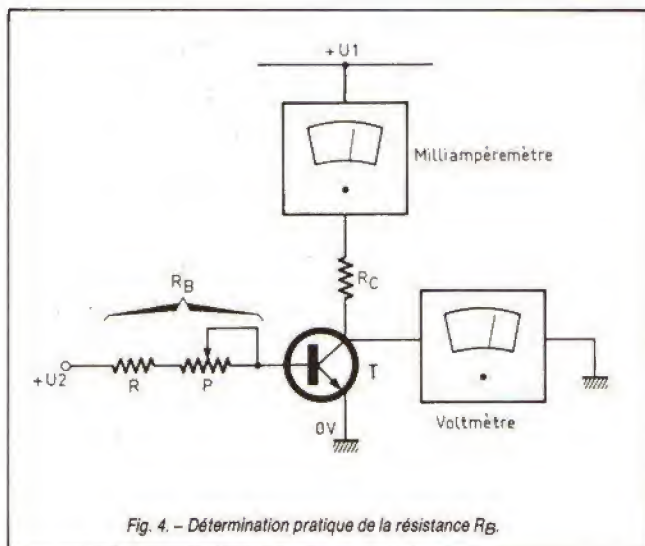 +U1
Milliampèremètre
RB
RC
+U2
R
P
T
0V
Voltmètre
Fig. 4. – Détermination pratique de la résistance RB.